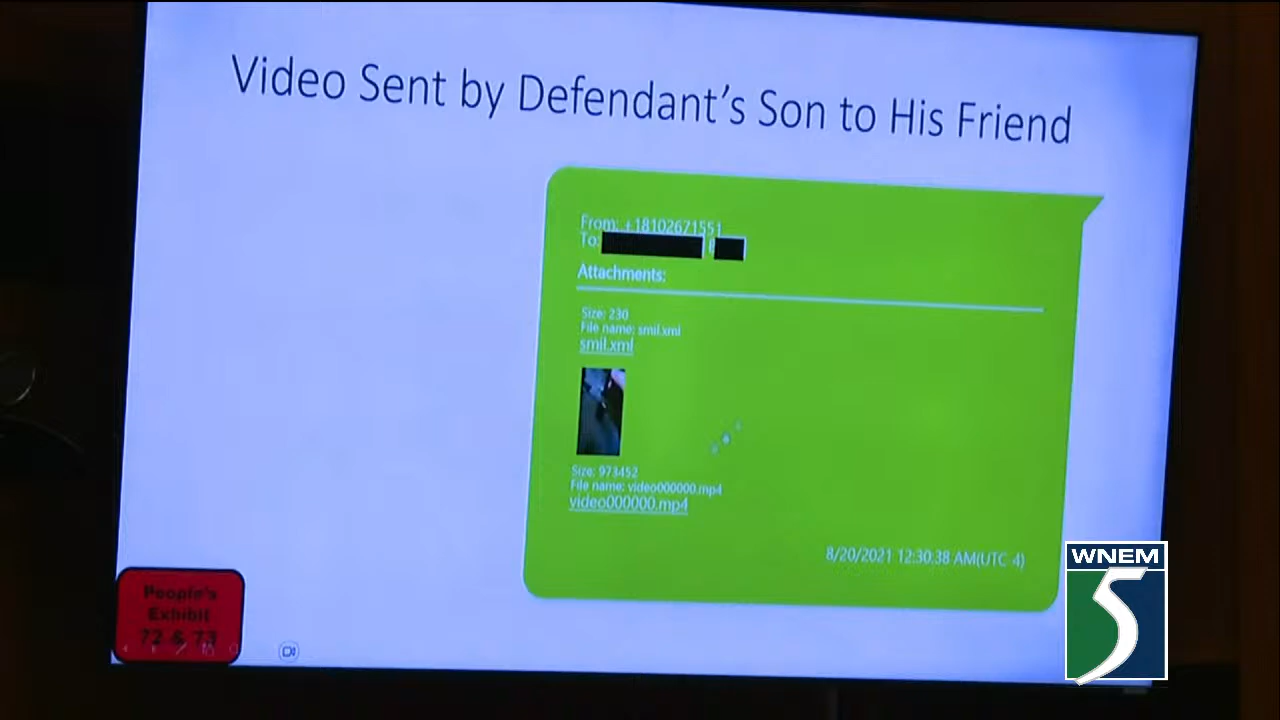 Video Sent by Defendant's Son to His Friend
From: +18102671551
To:
Attachments:
Size: 230
File name: smil.xml
smil.xml
Size: 973452
File name: video000000.mp4
video000000.mp4
8/20/2021 12:30:38 AM(UTC-4)
People's
Exhibit
72 & 73
WNEM
5